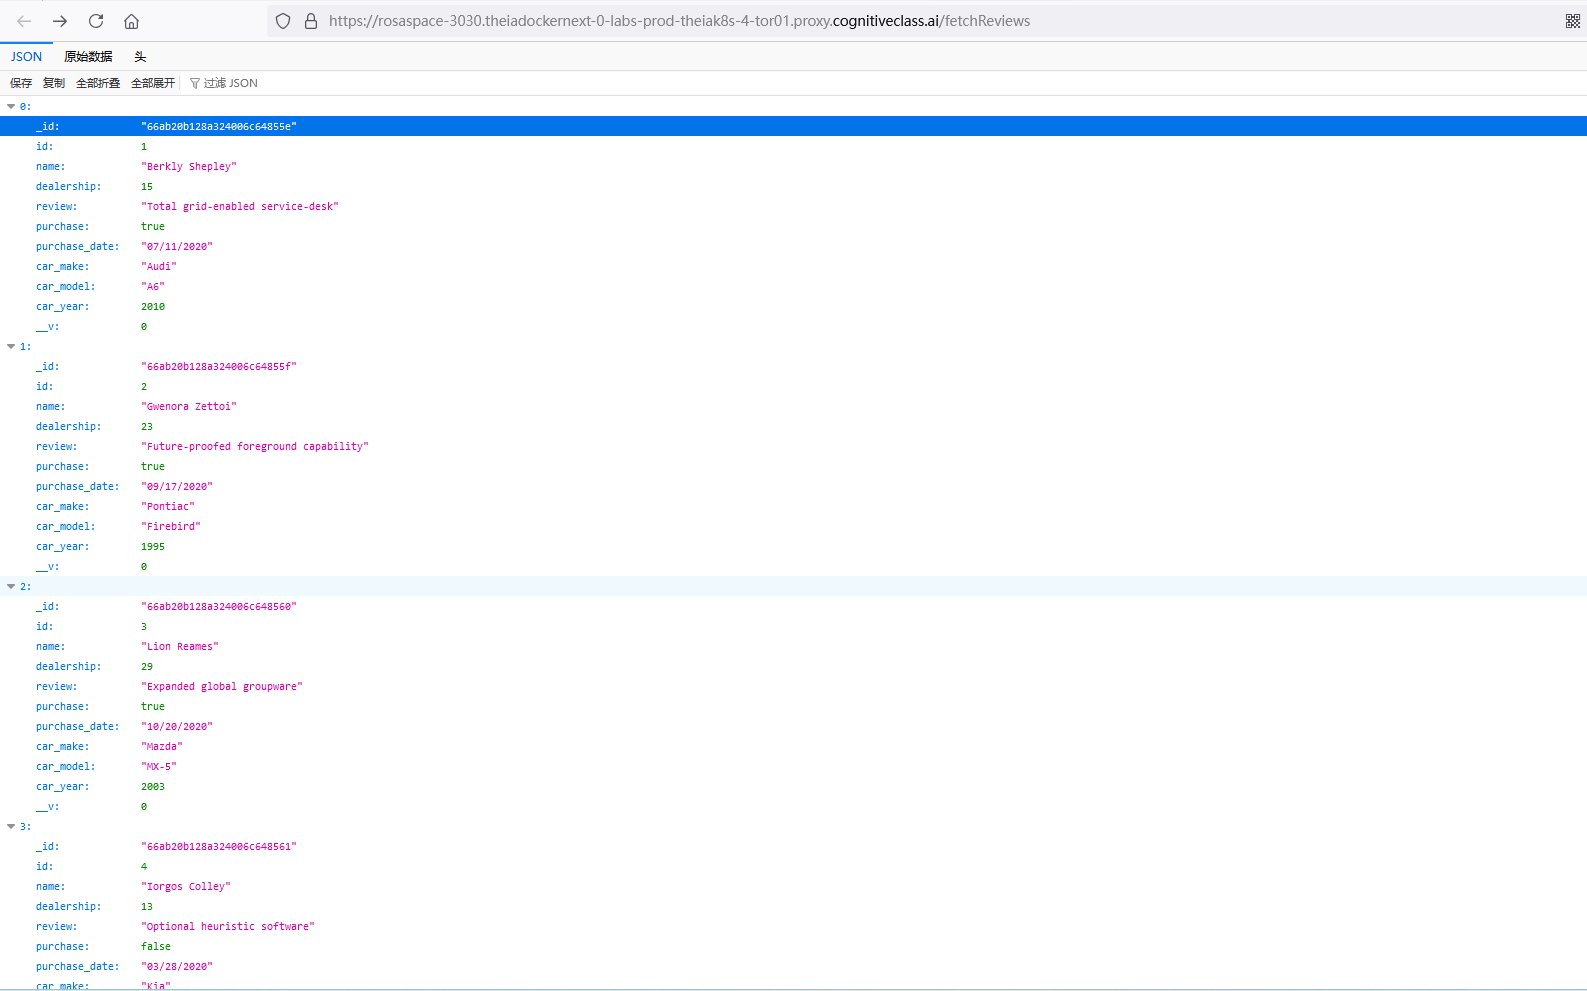 https://rosaspace-3030.theiadockernext-0-labs-prod-theiak8s-4-tor01.proxy.cognitiveclass.ai/fetchReviews
JSON 原始数据 头
保存 复制 全部折叠 全部展开 过滤 JSON
0:
_id: "66ab20b128a324006c64855e"
id: 1
name: "Berkly Shepley"
dealership: 15
review: "Total grid-enabled service-desk"
purchase: true
purchase_date: "07/11/2020"
car_make: "Audi"
car_model: "A6"
car_year: 2010
__v: 0
1:
_id: "66ab20b128a324006c64855f"
id: 2
name: "Gwenora Zettoi"
dealership: 23
review: "Future-proofed foreground capability"
purchase: true
purchase_date: "09/17/2020"
car_make: "Pontiac"
car_model: "Firebird"
car_year: 1995
__v: 0
2:
_id: "66ab20b128a324006c648560"
id: 3
name: "Lion Reames"
dealership: 29
review: "Expanded global groupware"
purchase: true
purchase_date: "10/20/2020"
car_make: "Mazda"
car_model: "MX-5"
car_year: 2003
__v: 0
3:
_id: "66ab20b128a324006c648561"
id: 4
name: "Iorgos Colley"
dealership: 13
review: "Optional heuristic software"
purchase: false
purchase_date: "03/28/2020"
car_make: "Kia"